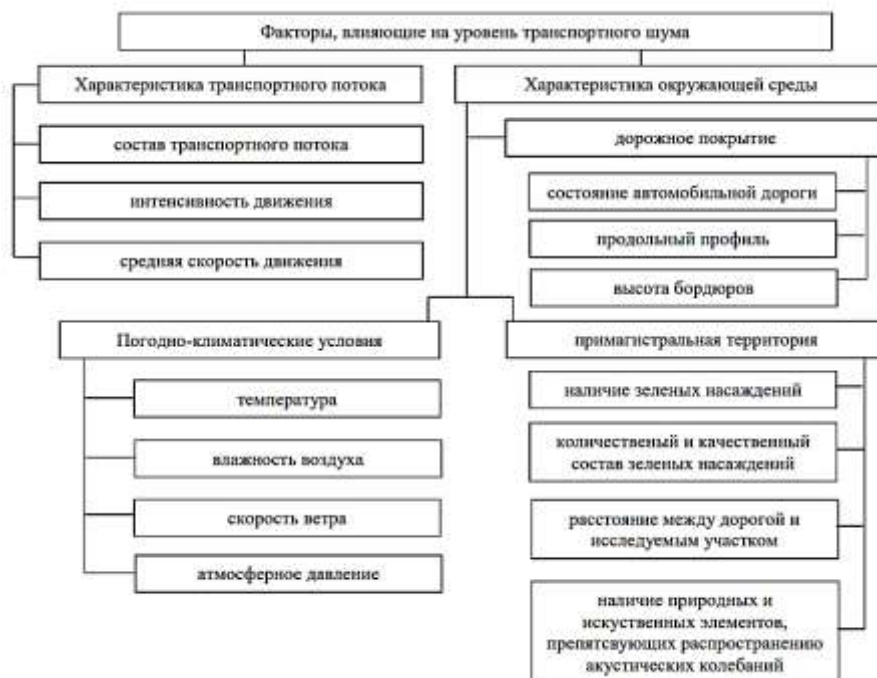 Факторы, влияющие на уровень транспортного шума
Характеристика транспортного потока
состав транспортного потока
интенсивность движения
средняя скорость движения
Характеристика окружающей среды
дорожное покрытие
состояние автомобильной дороги
продольный профиль
высота бордюров
Погодно-климатические условия
температура
влажность воздуха
скорость ветра
атмосферное давление
примагистральная территория
наличие зеленых насаждений
количественый и качественный
состав зеленых насаждений
расстояние между дорогой и
исследуемым участком
наличие природных и
искуственных элементов,
препятсвующих распространению
акустических колебаний